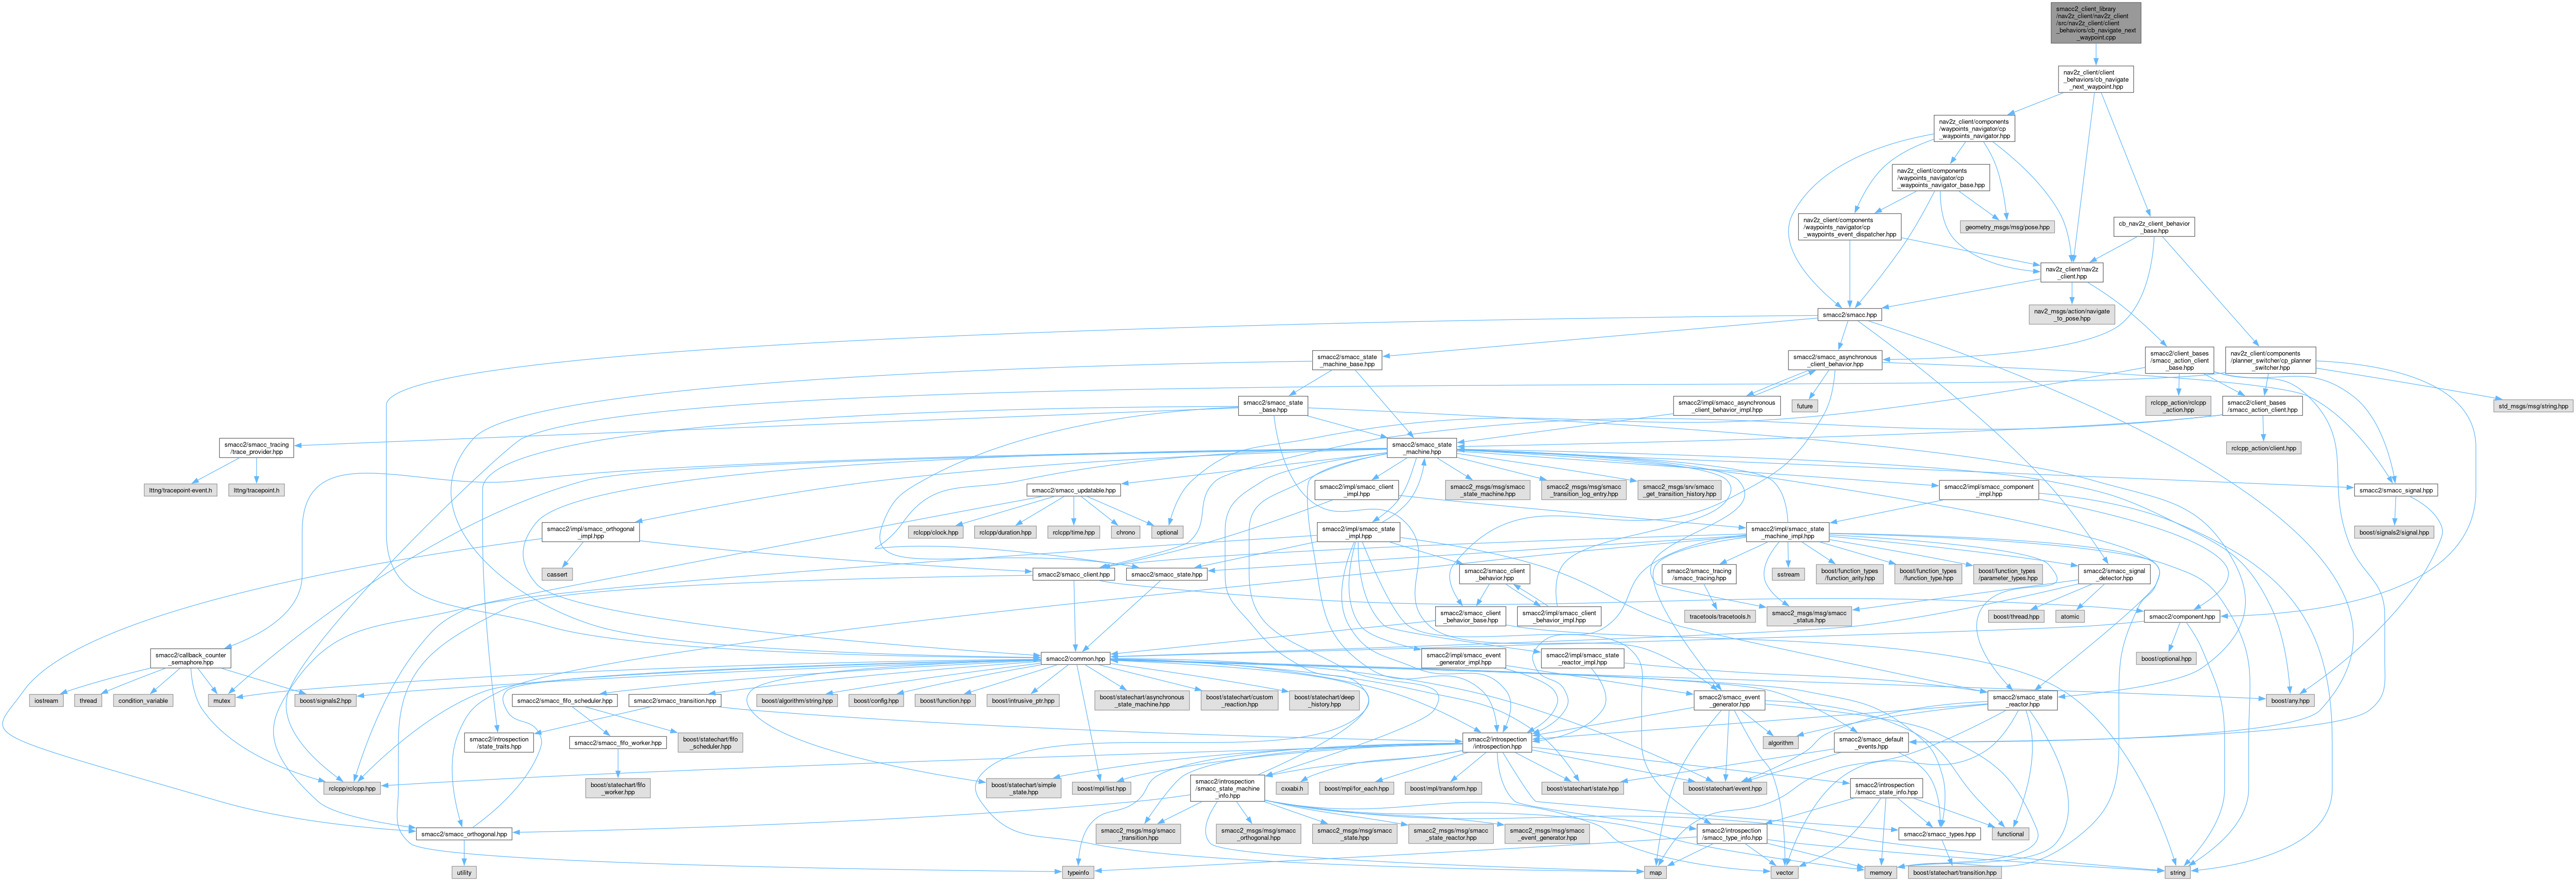 smacc2_client_library
/nav2z_client/nav2z_client
/src/nav2z_client/client
_behaviors/cb_navigate_next
_waypoint.cpp
nav2z_client/client
_behaviors/cb_navigate
_next_waypoint.hpp
nav2z_client/components
/waypoints_navigator/cp
_waypoints_navigator.hpp
nav2z_client/components
/waypoints_navigator/cp
_waypoints_navigator_base.hpp
nav2z_client/components
/waypoints_navigator/cp
_waypoints_event_dispatcher.hpp
geometry_msgs/msg/pose.hpp
cb_nav2z_client_behavior
_base.hpp
nav2z_client/nav2z
_client.hpp
nav2_msgs/action/navigate
_to_pose.hpp
smacc2/smacc.hpp
smacc2/smacc_state
_machine_base.hpp
smacc2/smacc_asynchronous
_client_behavior.hpp
smacc2/client_bases
/smacc_action_client
_base.hpp
nav2z_client/components
/planner_switcher/cp_planner
_switcher.hpp
smacc2/smacc_state
_base.hpp
smacc2/impl/smacc_asynchronous
_client_behavior_impl.hpp
future
rclcpp_action/rclcpp
_action.hpp
smacc2/client_bases
/smacc_action_client.hpp
std_msgs/msg/string.hpp
smacc2/smacc_tracing
/trace_provider.hpp
smacc2/smacc_state
_machine.hpp
rclcpp_action/client.hpp
lttng/tracepoint-event.h
lttng/tracepoint.h
smacc2/smacc_updatable.hpp
smacc2/impl/smacc_client
_impl.hpp
smacc2_msgs/msg/smacc
_state_machine.hpp
smacc2_msgs/msg/smacc
_transition_log_entry.hpp
smacc2_msgs/srv/smacc
_get_transition_history.hpp
smacc2/impl/smacc_component
_impl.hpp
smacc2/smacc_signal.hpp
smacc2/impl/smacc_orthogonal
_impl.hpp
rclcpp/clock.hpp
rclcpp/duration.hpp
rclcpp/time.hpp
chrono
optional
smacc2/impl/smacc_state
_impl.hpp
smacc2/impl/smacc_state
_machine_impl.hpp
boost/signals2/signal.hpp
cassert
smacc2/smacc_client.hpp
smacc2/smacc_state.hpp
smacc2/smacc_client
_behavior.hpp
smacc2/smacc_tracing
/smacc_tracing.hpp
sstream
boost/function_types
/function_arity.hpp
boost/function_types
/function_type.hpp
boost/function_types
/parameter_types.hpp
smacc2/smacc_signal
_detector.hpp
smacc2/smacc_client
_behavior_base.hpp
smacc2/impl/smacc_client
_behavior_impl.hpp
tracetools/tracetools.h
smacc2_msgs/msg/smacc
_status.hpp
boost/thread.hpp
atomic
smacc2/component.hpp
smacc2/callback_counter
_semaphore.hpp
smacc2/common.hpp
smacc2/impl/smacc_event
_generator_impl.hpp
smacc2/impl/smacc_state
_reactor_impl.hpp
boost/optional.hpp
iostream
thread
condition_variable
mutex
boost/signals2.hpp
smacc2/smacc_fifo_scheduler.hpp
smacc2/smacc_transition.hpp
boost/algorithm/string.hpp
boost/config.hpp
boost/function.hpp
boost/intrusive_ptr.hpp
boost/statechart/asynchronous
_state_machine.hpp
boost/statechart/custom
_reaction.hpp
boost/statechart/deep
_history.hpp
smacc2/smacc_event
_generator.hpp
smacc2/smacc_state
_reactor.hpp
boost/any.hpp
smacc2/introspection
/state_traits.hpp
smacc2/smacc_fifo_worker.hpp
boost/statechart/fifo
_scheduler.hpp
smacc2/introspection
/introspection.hpp
algorithm
smacc2/smacc_default
_events.hpp
rclcpp/rclcpp.hpp
boost/statechart/fifo
_worker.hpp
boost/statechart/simple
_state.hpp
boost/mpl/list.hpp
smacc2/introspection
/smacc_state_machine
_info.hpp
cxxabi.h
boost/mpl/for_each.hpp
boost/mpl/transform.hpp
boost/statechart/state.hpp
boost/statechart/event.hpp
smacc2/introspection
/smacc_state_info.hpp
smacc2/smacc_orthogonal.hpp
smacc2_msgs/msg/smacc
_transition.hpp
smacc2_msgs/msg/smacc
_orthogonal.hpp
smacc2_msgs/msg/smacc
_state.hpp
smacc2_msgs/msg/smacc
_state_reactor.hpp
smacc2_msgs/msg/smacc
_event_generator.hpp
smacc2/introspection
/smacc_type_info.hpp
smacc2/smacc_types.hpp
functional
utility
typeinfo
map
vector
memory
boost/statechart/transition.hpp
string